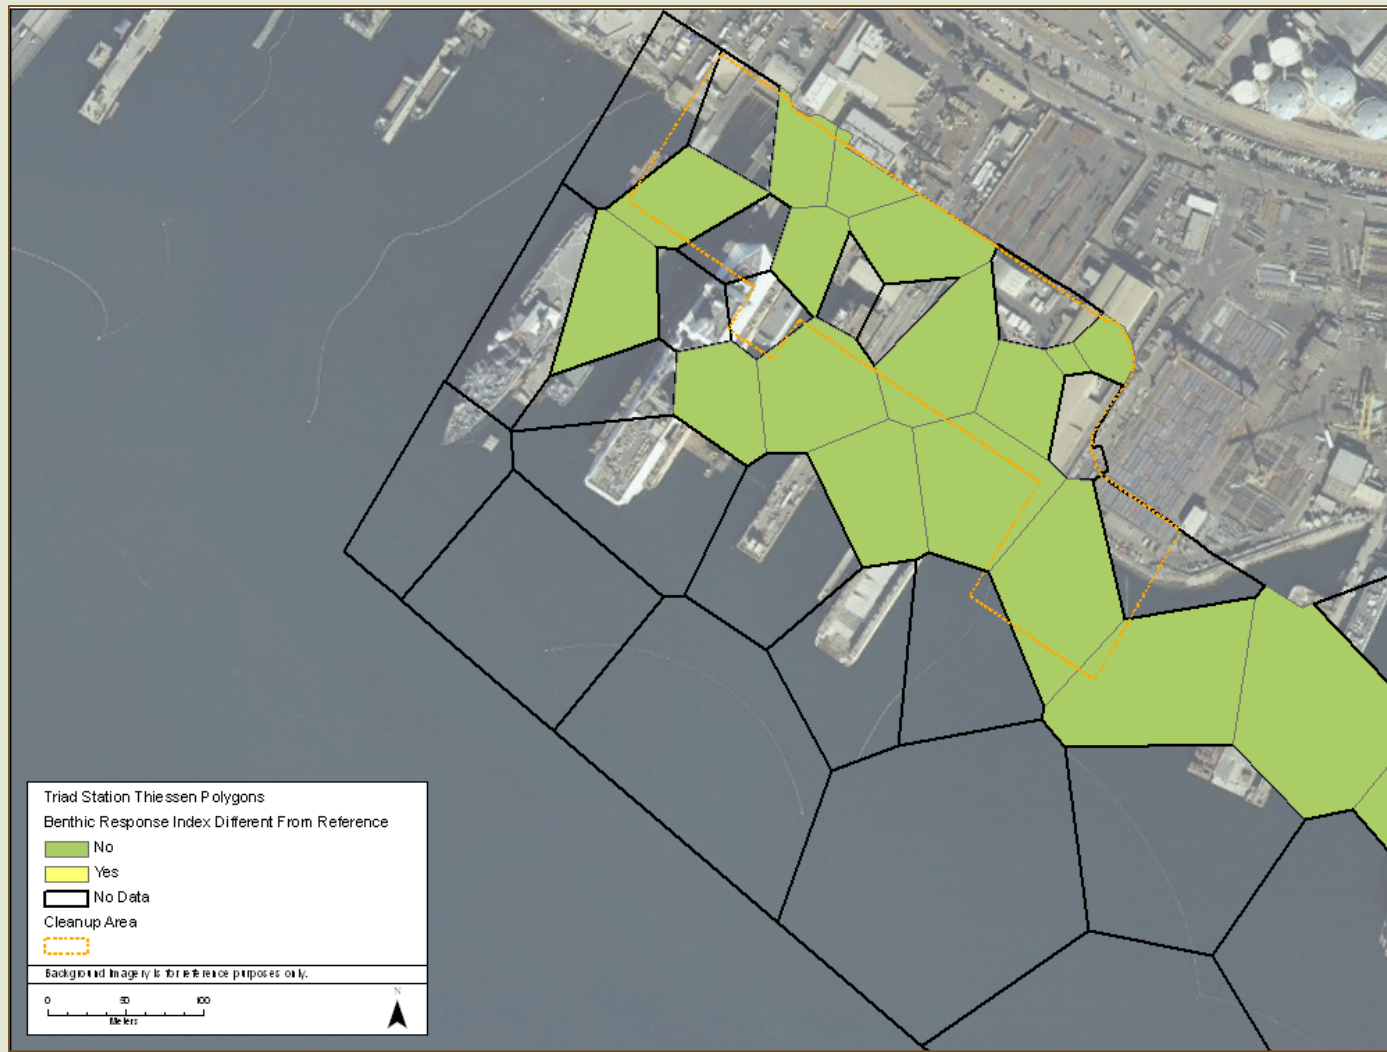 Triad Station Thiessen Polygons
Benthic Response Index Different From Reference
No
Yes
No Data
Cleanup Area
Background Imagery is for reference purposes only.
N
0 50 100
Meters